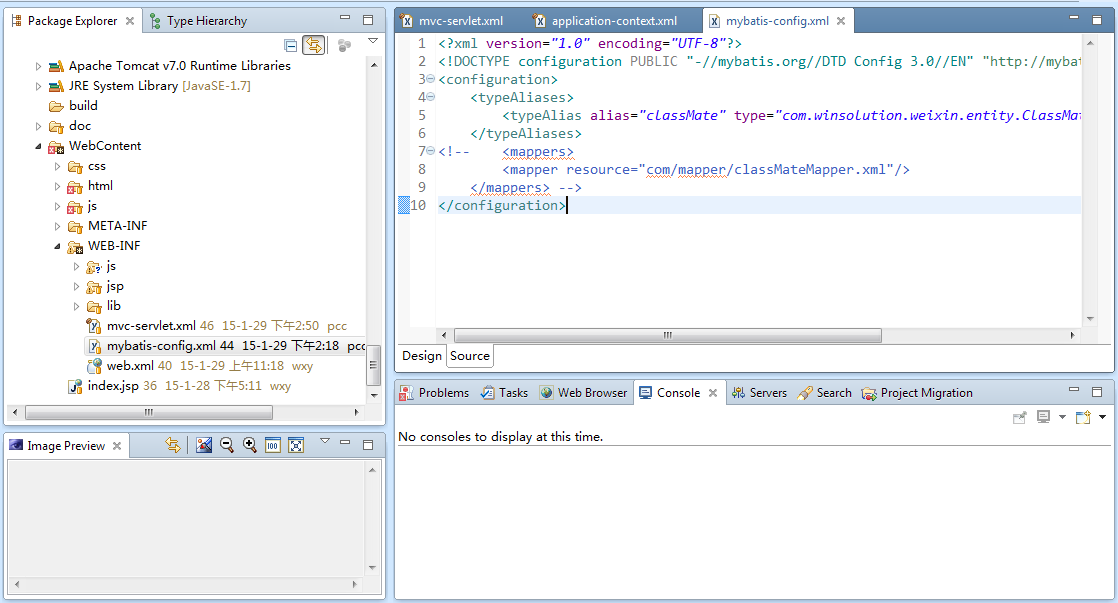 Package Explorer
Type Hierarchy
Apache Tomcat v7.0 Runtime Libraries
JRE System Library [JavaSE-1.7]
build
doc
WebContent
css
html
js
META-INF
WEB-INF
js
jsp
lib
mvc-servlet.xml 46 15-1-29 下午2:50 pcc
mybatis-config.xml 44 15-1-29 下午2:18 pcc
web.xml 40 15-1-29 上午11:18 wxy
index.jsp 36 15-1-28 下午5:11 wxy
Image Preview
100
mvc-servlet.xml
application-context.xml
mybatis-config.xml
1 <?xml version="1.0" encoding="UTF-8"?>
2 <!DOCTYPE configuration PUBLIC "-//mybatis.org//DTD Config 3.0//EN" "http://mybat
3 <configuration>
4 <typeAliases>
5 <typeAlias alias="classMate" type="com.winsolution.weixin.entity.ClassMat
6 </typeAliases>
7 <!-- <mappers>
8 <mapper resource="com/mapper/classMateMapper.xml"/>
9 </mappers> -->
10 </configuration>
Design
Source
Problems
Tasks
Web Browser
Console
Servers
Search
Project Migration
No consoles to display at this time.